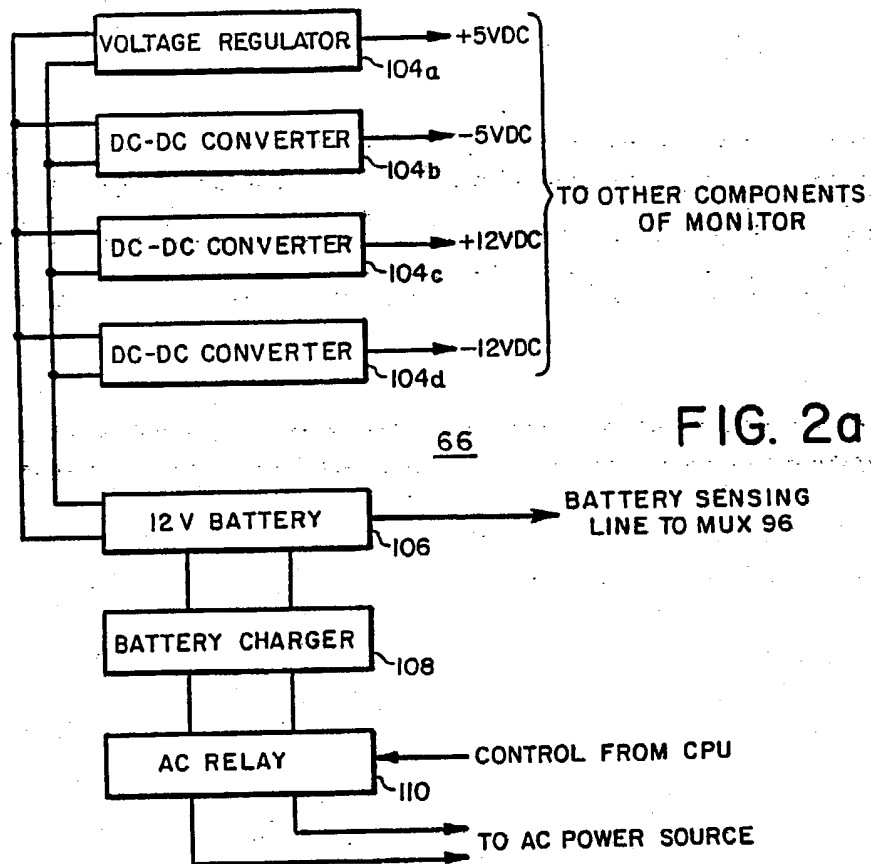 VOLTAGE REGULATOR
+5VDC
104a
DC-DC CONVERTER
-5VDC
104b
TO OTHER COMPONENTS
OF MONITOR
DC-DC CONVERTER
+12VDC
104c
DC-DC CONVERTER
-12VDC
104d
66
FIG. 2a
12V BATTERY
106
BATTERY SENSING
LINE TO MUX 96
BATTERY CHARGER
108
AC RELAY
110
CONTROL FROM CPU
TO AC POWER SOURCE